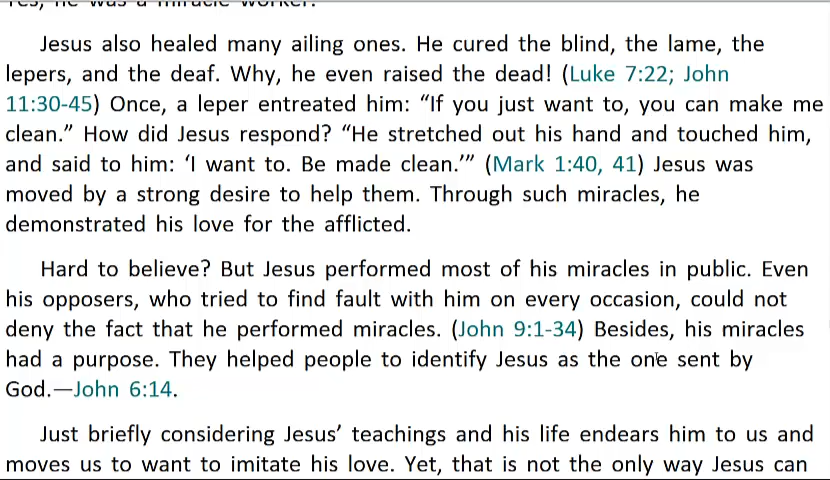 Yes, he was a miracle worker.
Jesus also healed many ailing ones. He cured the blind, the lame, the
lepers, and the deaf. Why, he even raised the dead! (Luke 7:22; John
11:30-45) Once, a leper entreated him: “If you just want to, you can make me
clean.” How did Jesus respond? “He stretched out his hand and touched him,
and said to him: ‘I want to. Be made clean.’” (Mark 1:40, 41) Jesus was
moved by a strong desire to help them. Through such miracles, he
demonstrated his love for the afflicted.
Hard to believe? But Jesus performed most of his miracles in public. Even
his opposers, who tried to find fault with him on every occasion, could not
deny the fact that he performed miracles. (John 9:1-34) Besides, his miracles
had a purpose. They helped people to identify Jesus as the one sent by
God.—John 6:14.
Just briefly considering Jesus’ teachings and his life endears him to us and
moves us to want to imitate his love. Yet, that is not the only way Jesus can